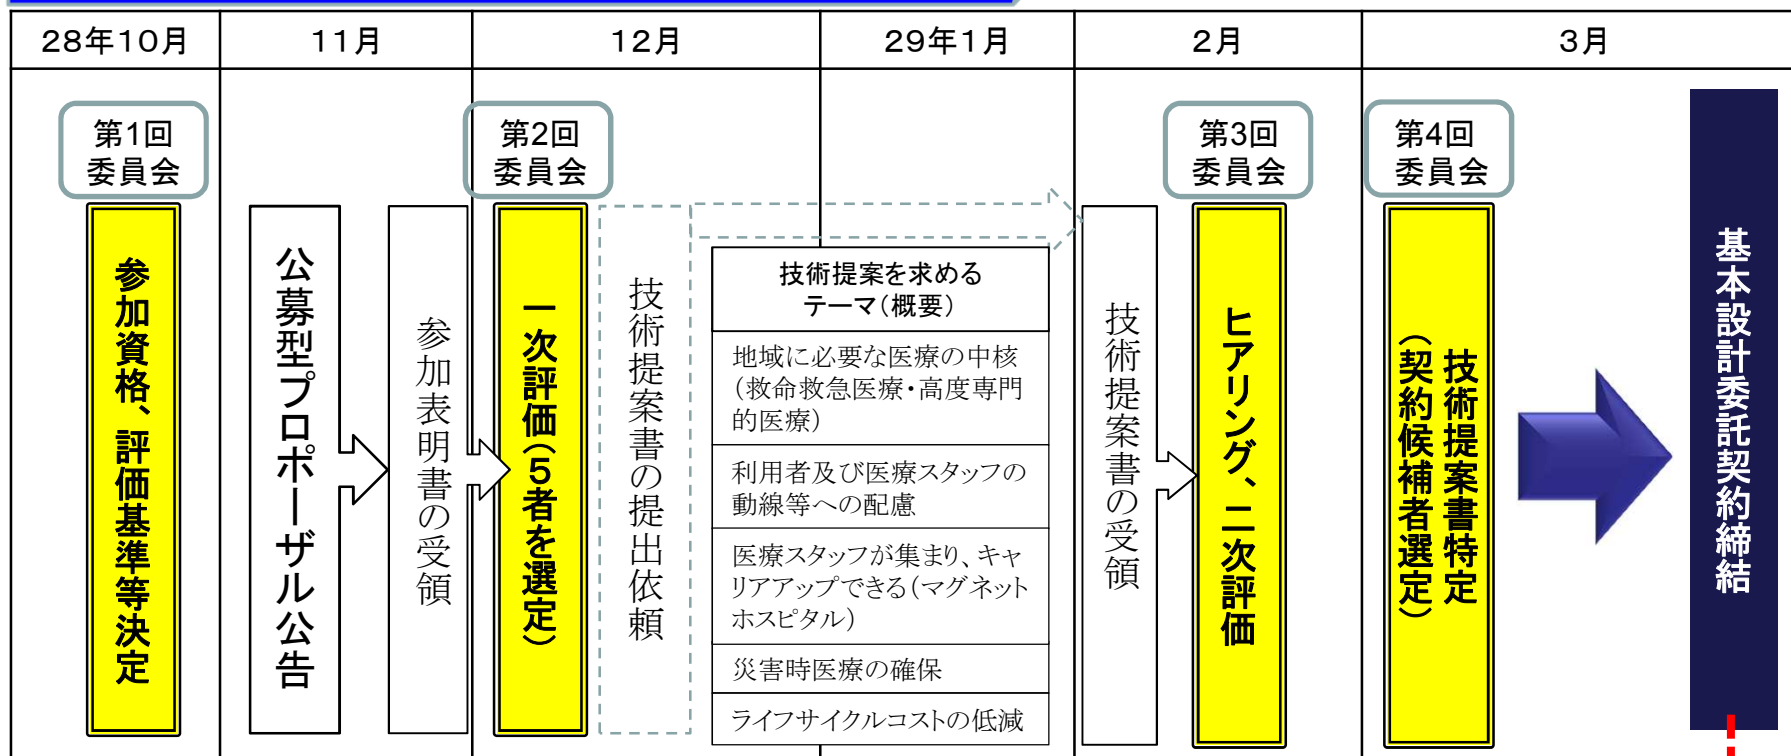 28年10月
11月
12月
29年1月
2月
3月
第1回
委員会
参加資格、評価基準等決定
公募型プロポーザル公告
参加表明書の受領
第2回
委員会
一次評価(5者を選定)
技術提案書の提出依頼
技術提案を求める
テーマ(概要)
地域に必要な医療の中核
(救命救急医療・高度専門
的医療)
利用者及び医療スタッフの
動線等への配慮
医療スタッフが集まり、キャ
リアアップできる(マグネット
ホスピタル)
災害時医療の確保
ライフサイクルコストの低減
技術提案書の受領
第3回
委員会
ヒアリング、二次評価
第4回
委員会
技術提案書特定
(契約候補者選定)
基本設計委託契約締結